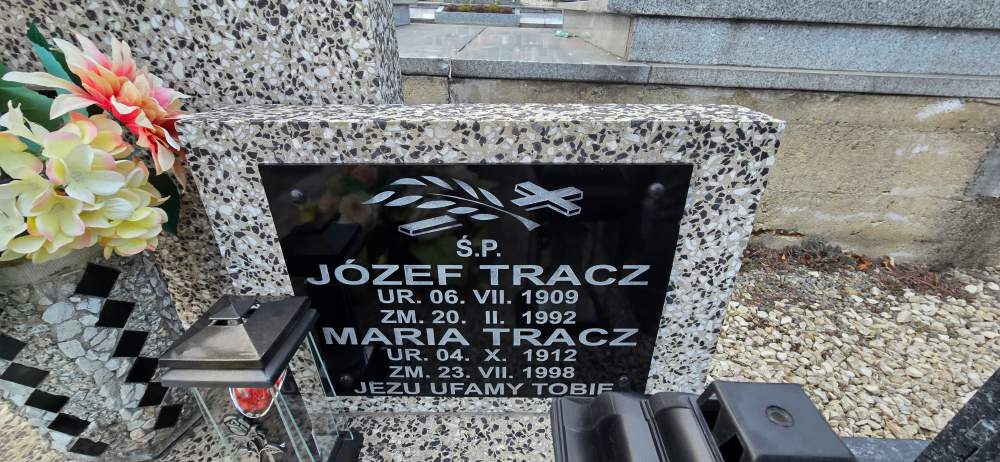 Ś.P.
JÓZEF TRACZ
UR. 06. VII. 1909
ZM. 20. II. 1992
MARIA TRACZ
UR. 04. X. 1912
ZM. 23. VII. 1998
JEZU UFAMY TOBIE